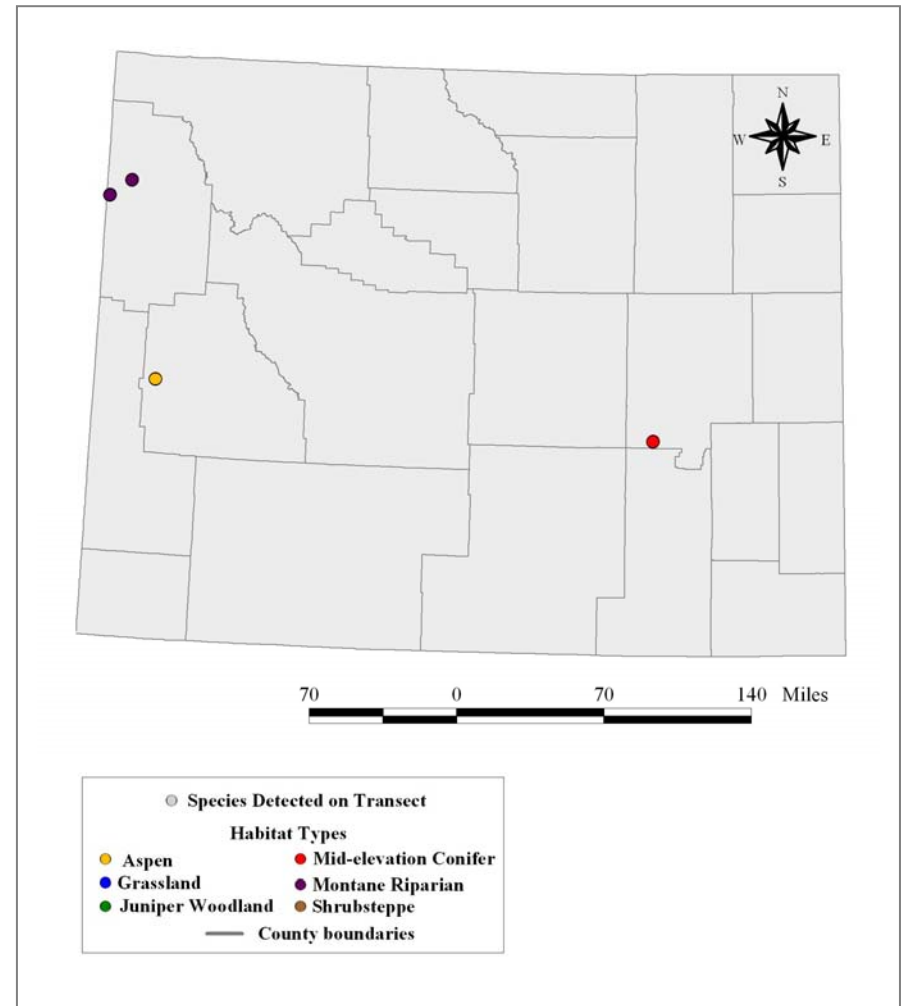 N
W E
S
70 0 70 140 Miles
Species Detected on Transect
Habitat Types
Aspen Mid-elevation Conifer
Grassland Montane Riparian
Juniper Woodland Shrubsteppe
County boundaries